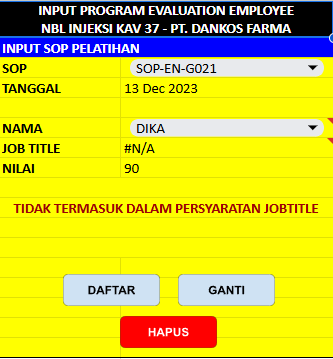 INPUT PROGRAM EVALUATION EMPLOYEE
NBL INJEKSI KAV 37 - PT. DANKOS FARMA
INPUT SOP PELATIHAN
SOP SOP-EN-G021
TANGGAL 13 Dec 2023
NAMA DIKA
JOB TITLE #N/A
NILAI 90
TIDAK TERMASUK DALAM PERSYARATAN JOBTITLE
DAFTAR GANTI
HAPUS